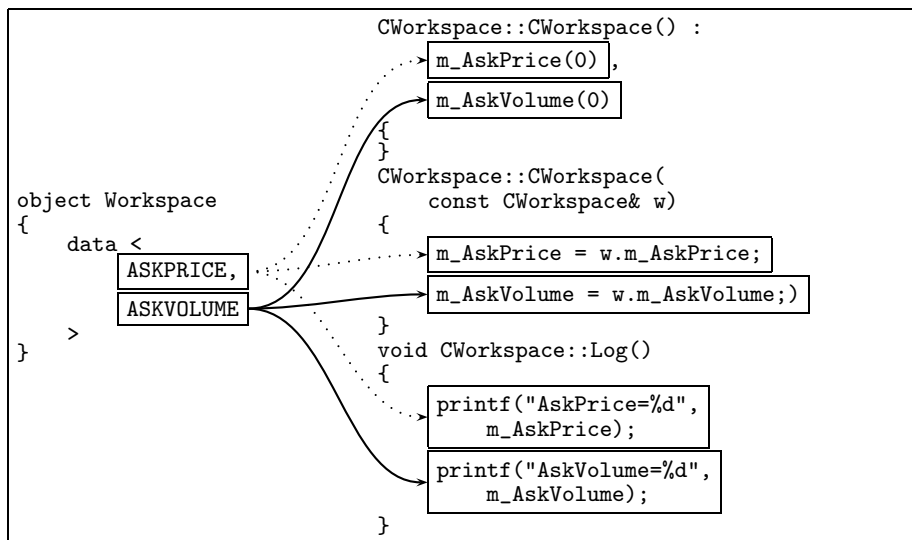 object Workspace
{
    data <
        ASKPRICE,
        ASKVOLUME
    >
}
CWorkspace::CWorkspace() :
    m_AskPrice(0) ,
    m_AskVolume(0)
{
}
CWorkspace::CWorkspace(
    const CWorkspace& w)
{
    m_AskPrice = w.m_AskPrice;
    m_AskVolume = w.m_AskVolume;)
}
void CWorkspace::Log()
{
    printf("AskPrice=%d",
        m_AskPrice);
    printf("AskVolume=%d",
        m_AskVolume);
}